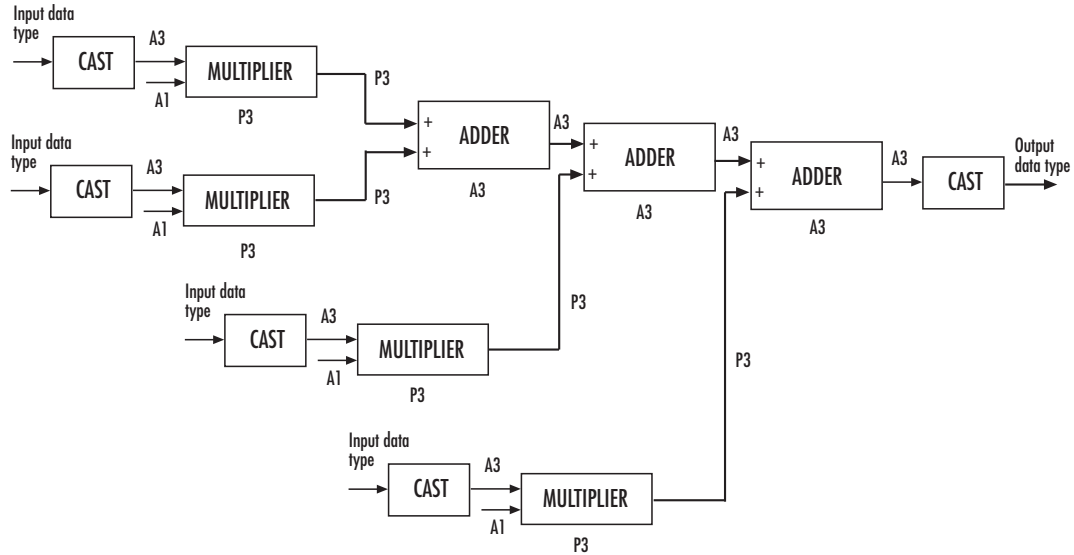 Input data
type
CAST
A3
A1
MULTIPLIER
P3
P3
Input data
type
CAST
A3
A1
MULTIPLIER
P3
P3
+
+
ADDER
A3
A3
+
+
ADDER
A3
A3
+
+
ADDER
A3
A3
CAST
Output
data type
Input data
type
CAST
A3
A1
MULTIPLIER
P3
P3
Input data
type
CAST
A3
A1
MULTIPLIER
P3
P3